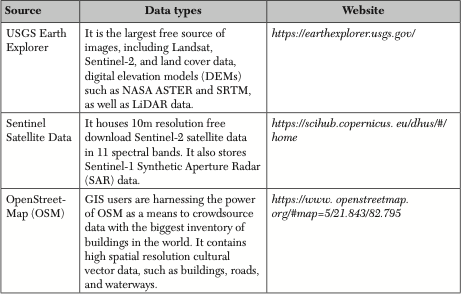 Source Data types Website
USGS Earth Explorer It is the largest free source of https://earthexplorer.usgs.gov/
images, including Landsat,
Sentinel-2, and land cover data,
digital elevation models (DEMs)
such as NASA ASTER and SRTM,
as well as LiDAR data.
Sentinel Satellite Data It houses 10m resolution free https://scihub.copernicus. eu/dhus/#/
download Sentinel-2 satellite data home
in 11 spectral bands. It also stores
Sentinel-1 Synthetic Aperture Radar
(SAR) data.
OpenStreet- GIS users are harnessing the power https://www. openstreetmap.
Map (OSM) of OSM as a means to crowdsource org/#map=5/21.843/82.795
data with the biggest inventory of
buildings in the world. It contains
high spatial resolution cultural
vector data, such as buildings, roads,
and waterways.